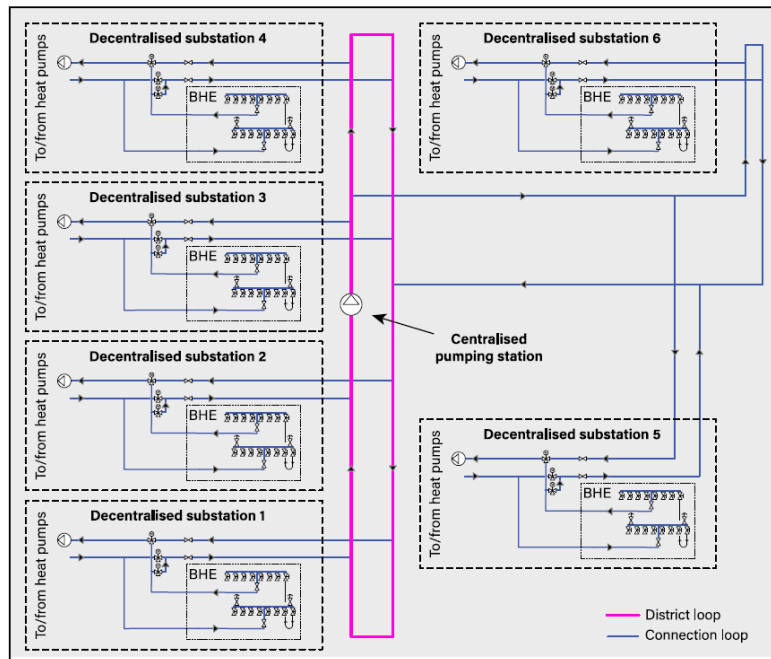 Decentralised substation 4
To/from heat pumps
BHE
Decentralised substation 6
To/from heat pumps
BHE
Decentralised substation 3
To/from heat pumps
BHE
Centralised
pumping station
Decentralised substation 2
To/from heat pumps
BHE
Decentralised substation 5
To/from heat pumps
BHE
Decentralised substation 1
To/from heat pumps
BHE
District loop
Connection loop